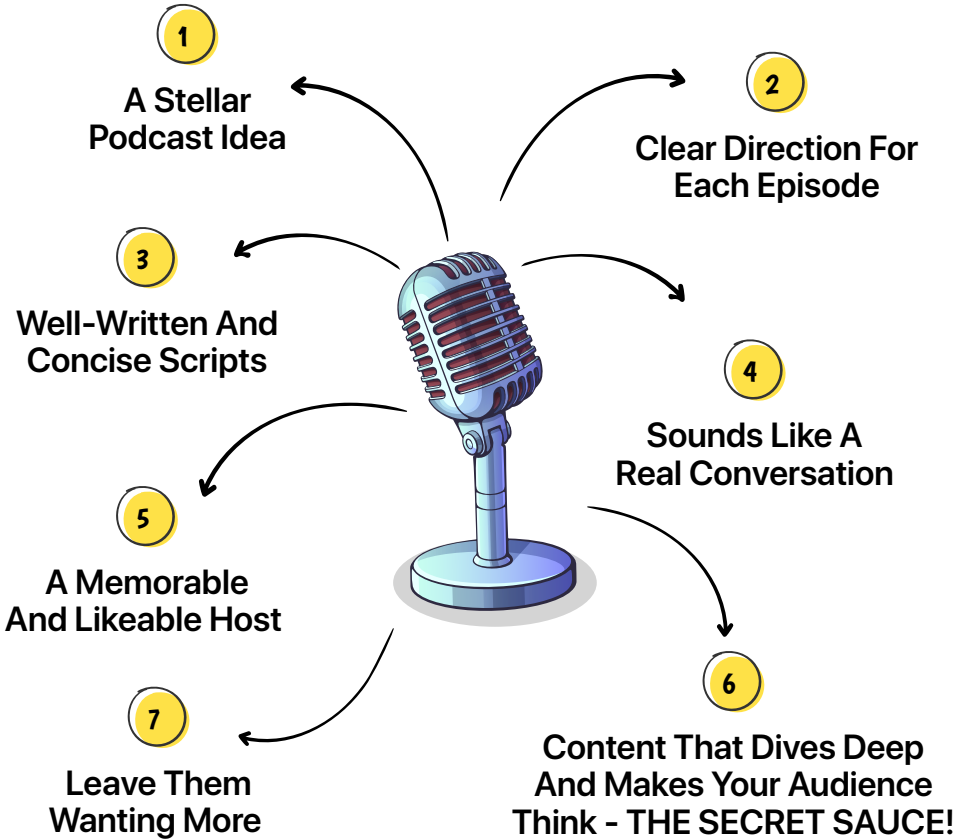 1
A Stellar
Podcast Idea
2
Clear Direction For
Each Episode
3
Well-Written And
Concise Scripts
4
Sounds Like A
Real Conversation
5
A Memorable
And Likeable Host
6
Content That Dives Deep
And Makes Your Audience
Think - THE SECRET SAUCE!
7
Leave Them
Wanting More